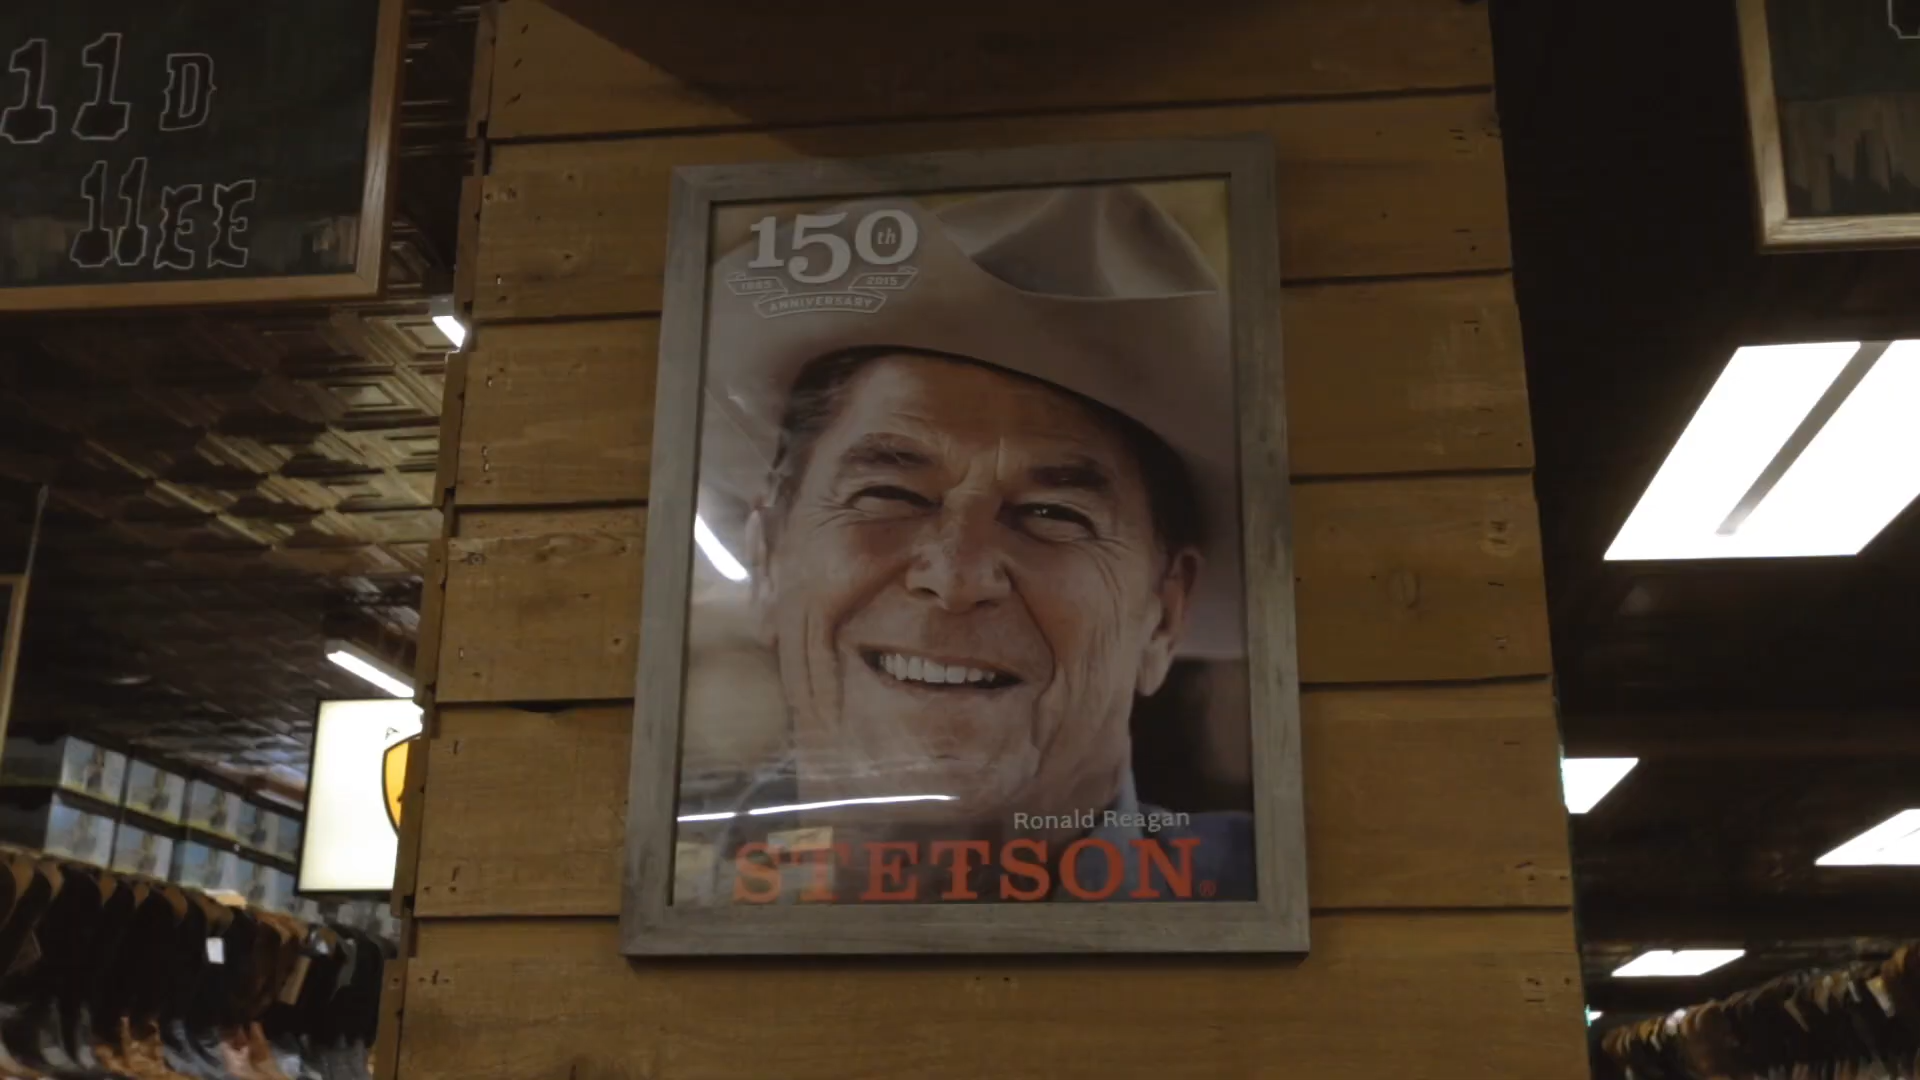 11 D
11EE
150th
1865 2015
ANNIVERSARY
Ronald Reagan
STETSON®